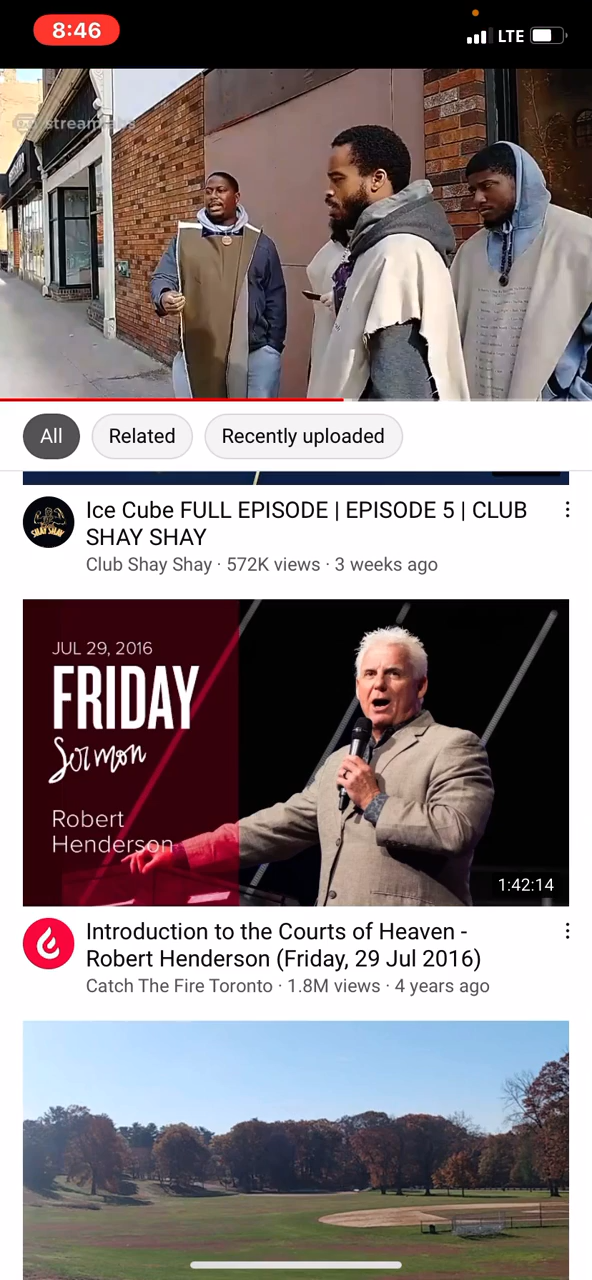 8:46
LTE
streamlabs
All
Related
Recently uploaded
Ice Cube FULL EPISODE | EPISODE 5 | CLUB
SHAY SHAY
Club Shay Shay · 572K views · 3 weeks ago
JUL 29, 2016
FRIDAY
Sermon
Robert
Henderson
1:42:14
Introduction to the Courts of Heaven -
Robert Henderson (Friday, 29 Jul 2016)
Catch The Fire Toronto · 1.8M views · 4 years ago